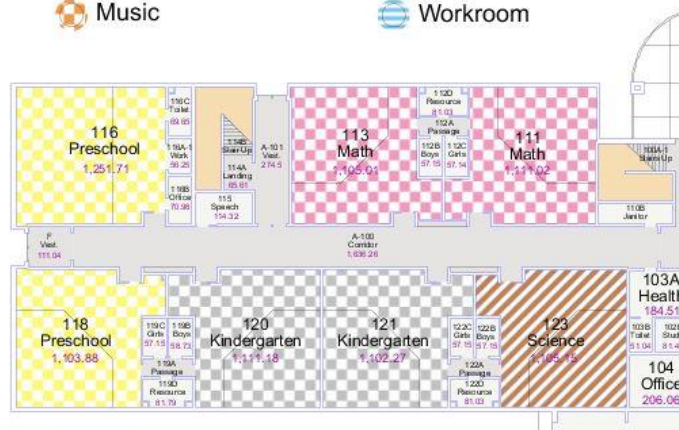 Music
Workroom
116
Preschool
1,251.71
116C
Toilet
69.65
116A-1
Work
56.25
116B
Office
70.98
114B
Stair-Up
114A
Landing
65.61
115
Speech
114.32
A-101
Vest.
274.5
113
Math
1,105.01
112D
Resource
81.03
112A
Passage
112B
Boys
57.15
112C
Girls
57.14
111
Math
1,111.02
100A-1
Stairs Up
110B
Janitor
F
Vest.
111.04
A-100
Corridor
1,636.26
118
Preschool
1,103.88
119C
Girls
57.15
119B
Boys
58.73
119A
Passage
119D
Resource
81.79
120
Kindergarten
1,111.18
121
Kindergarten
1,102.27
122C
Girls
57.15
122B
Boys
57.15
122A
Passage
122D
Resource
81.03
123
Science
1,105.15
103A
Health
184.51
103B
Toilet
51.04
104
Office
206.06